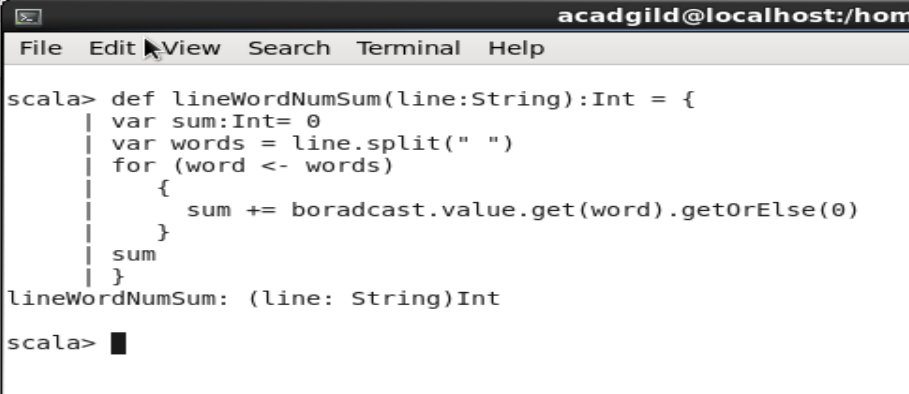 acadgild@localhost:/hom
File Edit View Search Terminal Help
scala> def lineWordNumSum(line:String):Int = {
| var sum:Int= 0
| var words = line.split(" ")
| for (word <- words)
| {
| sum += boradcast.value.get(word).getOrElse(0)
| }
| sum
| }
lineWordNumSum: (line: String)Int
scala>